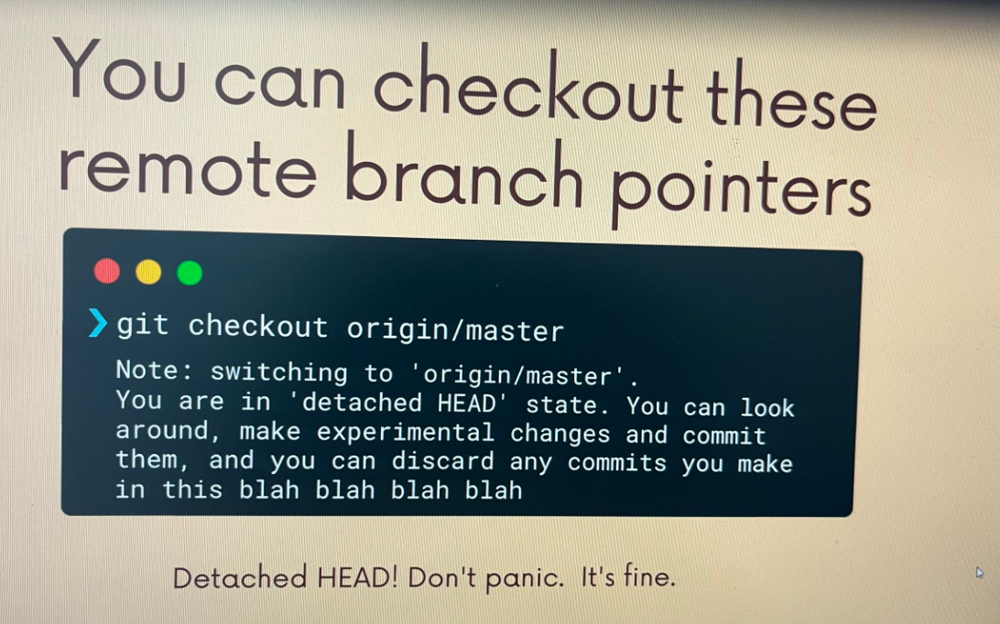 You can checkout these
remote branch pointers
❯ git checkout origin/master
Note: switching to 'origin/master'.
You are in 'detached HEAD' state. You can look
around, make experimental changes and commit
them, and you can discard any commits you make
in this blah blah blah blah
Detached HEAD! Don't panic. It's fine.